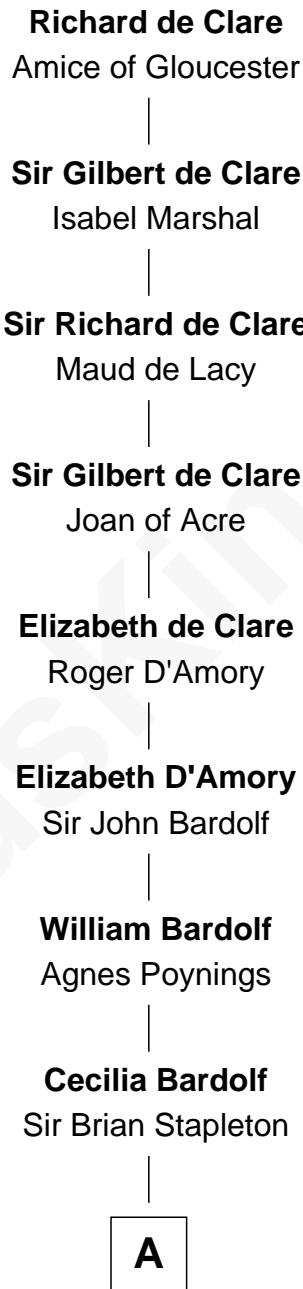 Richard de Clare
Amice of Gloucester
Sir Gilbert de Clare
Isabel Marshal
Sir Richard de Clare
Maud de Lacy
Sir Gilbert de Clare
Joan of Acre
Elizabeth de Clare
Roger D'Amory
Elizabeth D'Amory
Sir John Bardolf
William Bardolf
Agnes Poynings
Cecilia Bardolf
Sir Brian Stapleton
A